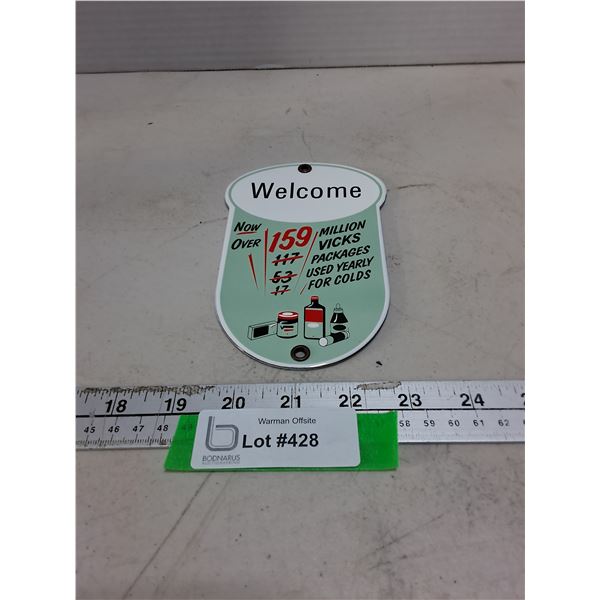 Welcome
Now
Over
159
117
53
17
MILLION
VICKS
PACKAGES
USED YEARLY
FOR COLDS
18 19 20 21 22 23 24
45 46 47 48
58 59 60 61 62
Warman Offsite
Lot #428
BODNARUS